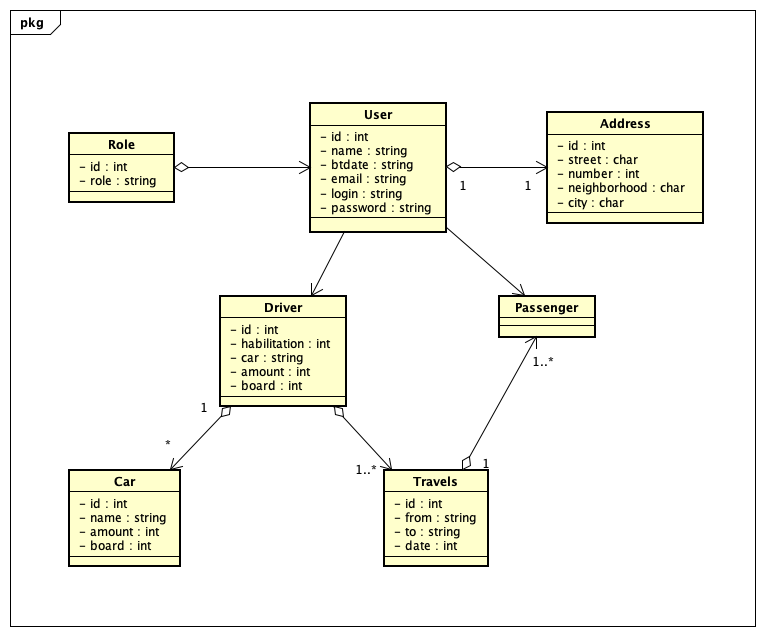 pkg
Role
- id : int
- role : string
User
- id : int
- name : string
- btdate : string
- email : string
- login : string
- password : string
Address
- id : int
- street : char
- number : int
- neighborhood : char
- city : char
1
1
Driver
- id : int
- habilitation : int
- car : string
- amount : int
- board : int
Passenger
1..*
1
*
1..*
1
Car
- id : int
- name : string
- amount : int
- board : int
Travels
- id : int
- from : string
- to : string
- date : int